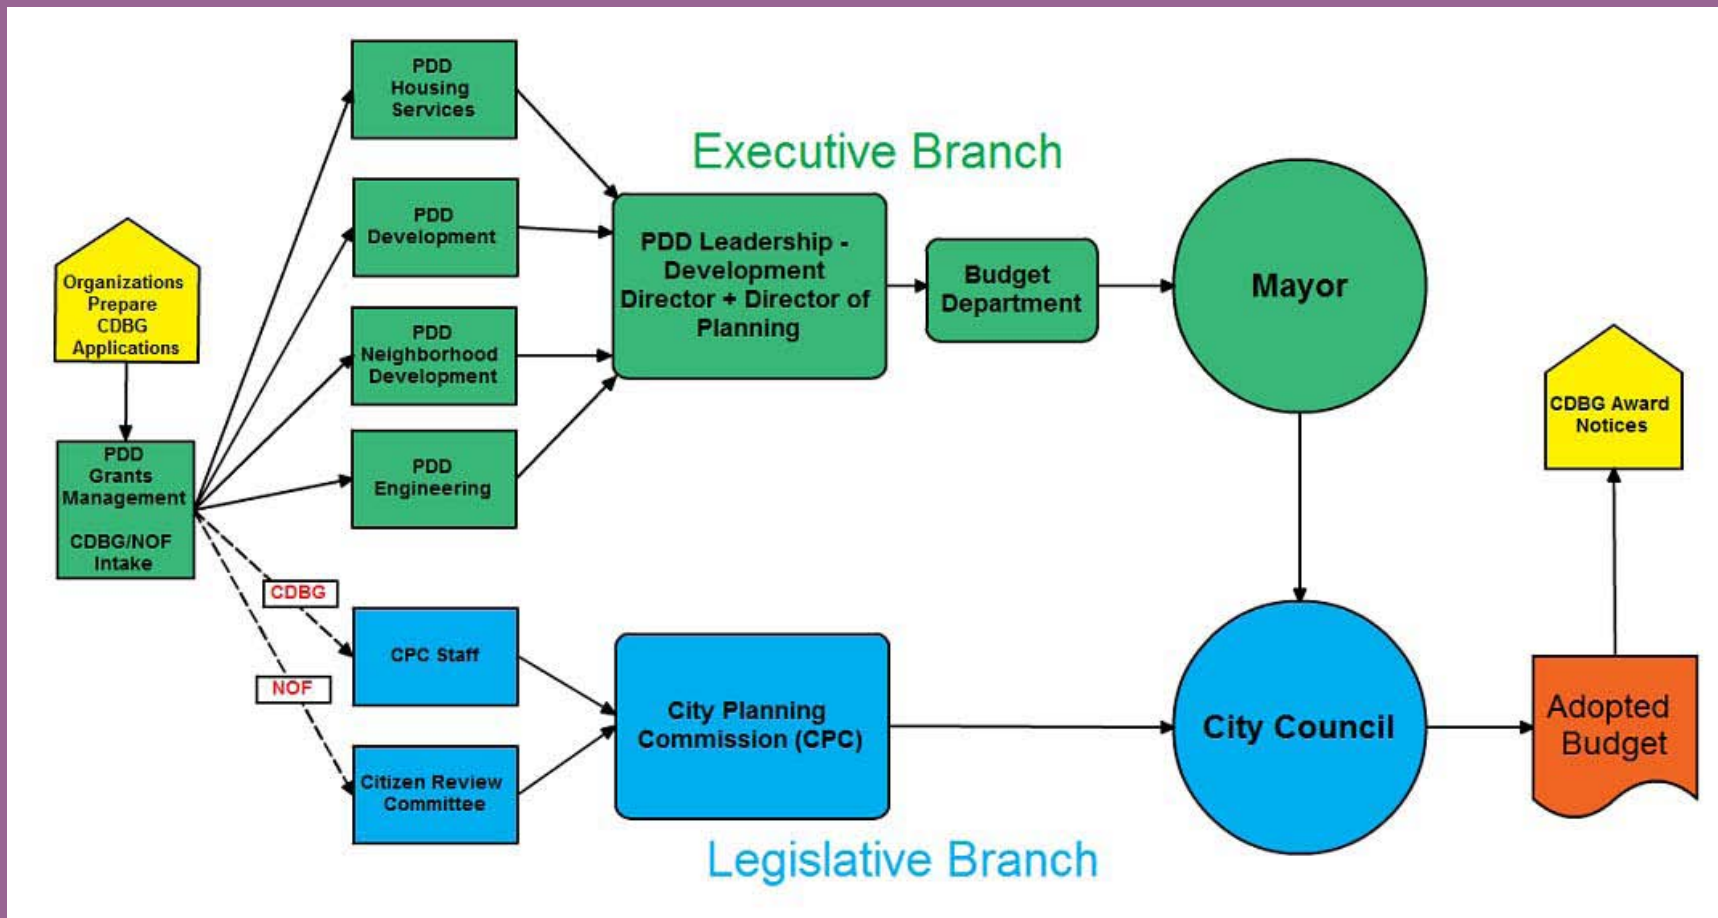 PDD
Housing
Services
Executive Branch
PDD
Development
PDD Leadership -
Development
Director + Director of
Planning
Budget
Department
Mayor
Organizations
Prepare
CDBG
Applications
PDD
Neighborhood
Development
CDBG Award
Notices
PDD
Grants
Management
CDBG/NOF
Intake
PDD
Engineering
CDBG
NOF
CPC Staff
City Planning
Commission (CPC)
City Council
Adopted
Budget
Citizen Review
Committee
Legislative Branch